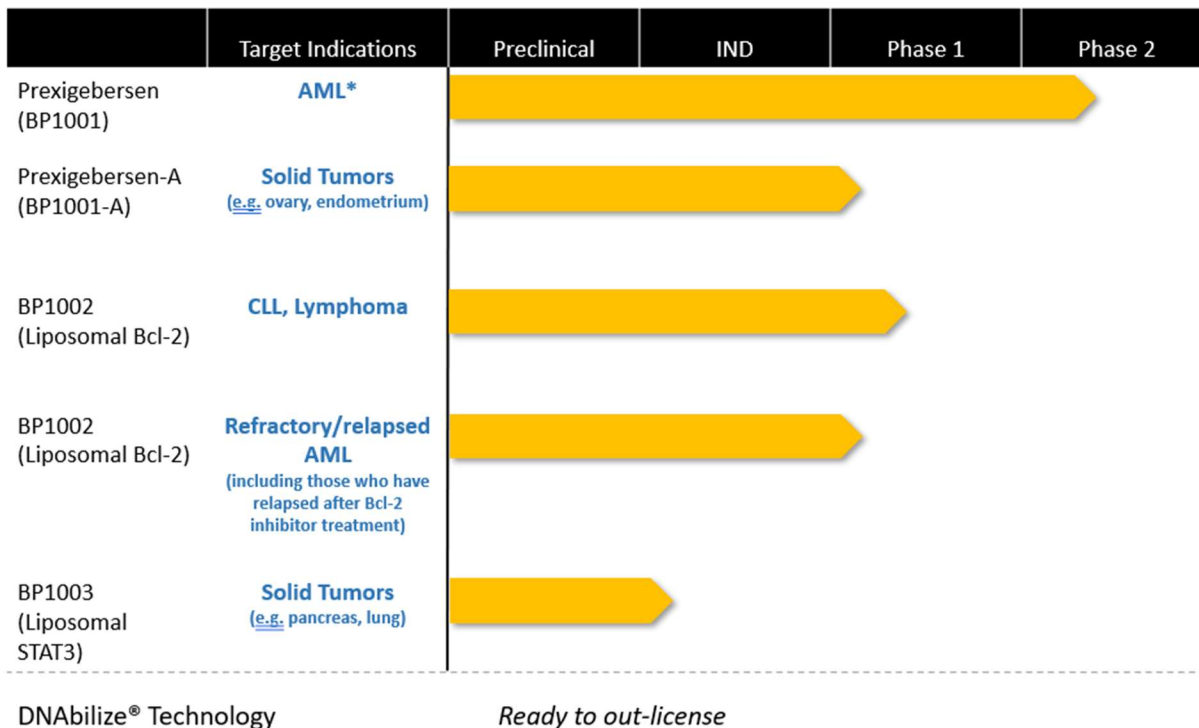 Target Indications Preclinical IND Phase 1 Phase 2
Prexigebersen
(BP1001)
AML*
Prexigebersen-A
(BP1001-A)
Solid Tumors
(e.g. ovary, endometrium)
BP1002
(Liposomal Bcl-2)
CLL, Lymphoma
BP1002
(Liposomal Bcl-2)
Refractory/relapsed
AML
(including those who have
relapsed after Bcl-2
inhibitor treatment)
BP1003
(Liposomal
STAT3)
Solid Tumors
(e.g. pancreas, lung)
DNAbilize® Technology Ready to out-license